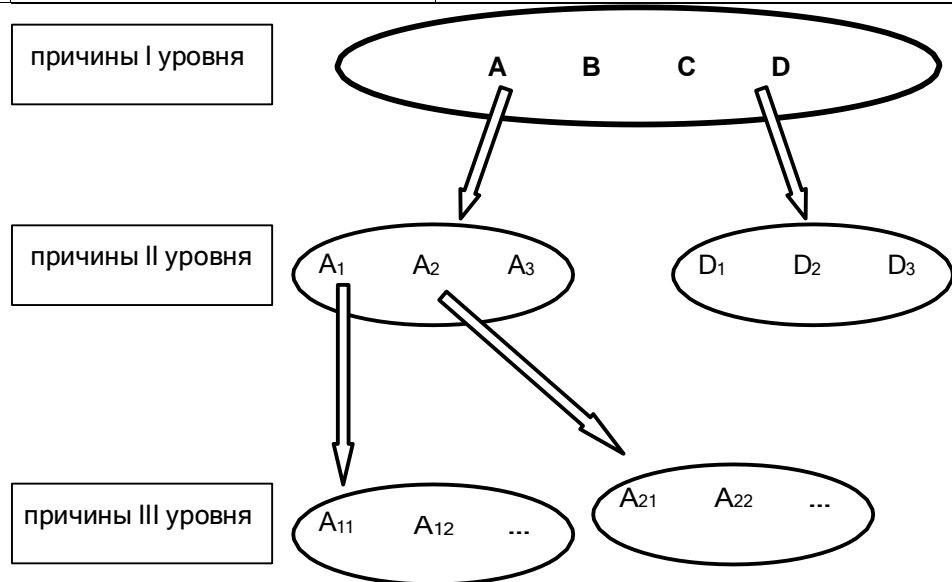 причины I уровня
A B C D
причины II уровня
A₁ A₂ A₃
D₁ D₂ D₃
причины III уровня
A₁₁ A₁₂ ...
A₂₁ A₂₂ ...